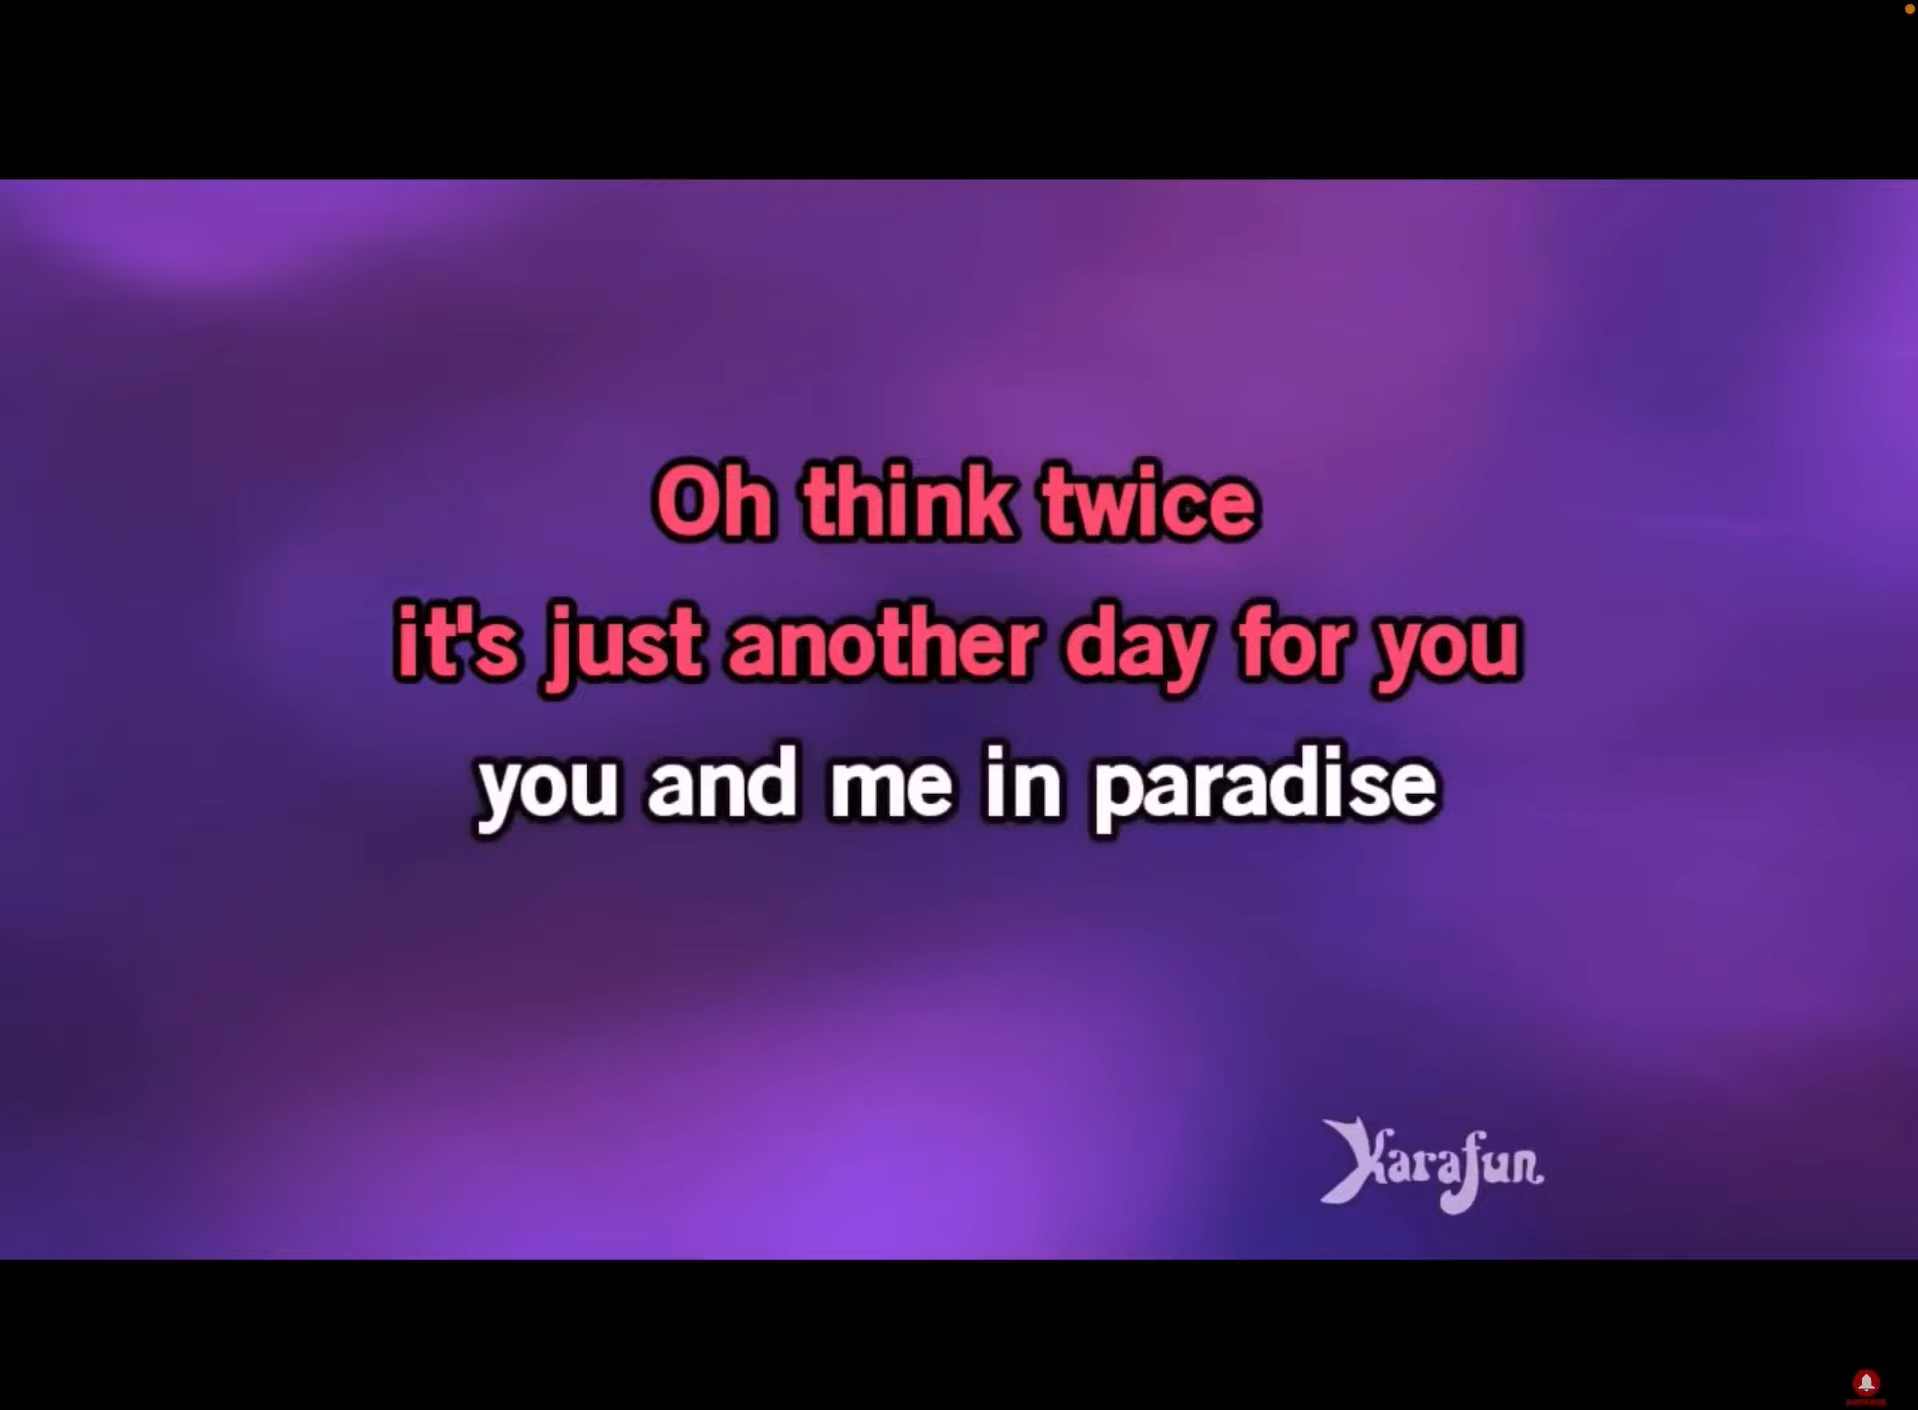 Oh think twice
it's just another day for you
you and me in paradise
Karafun